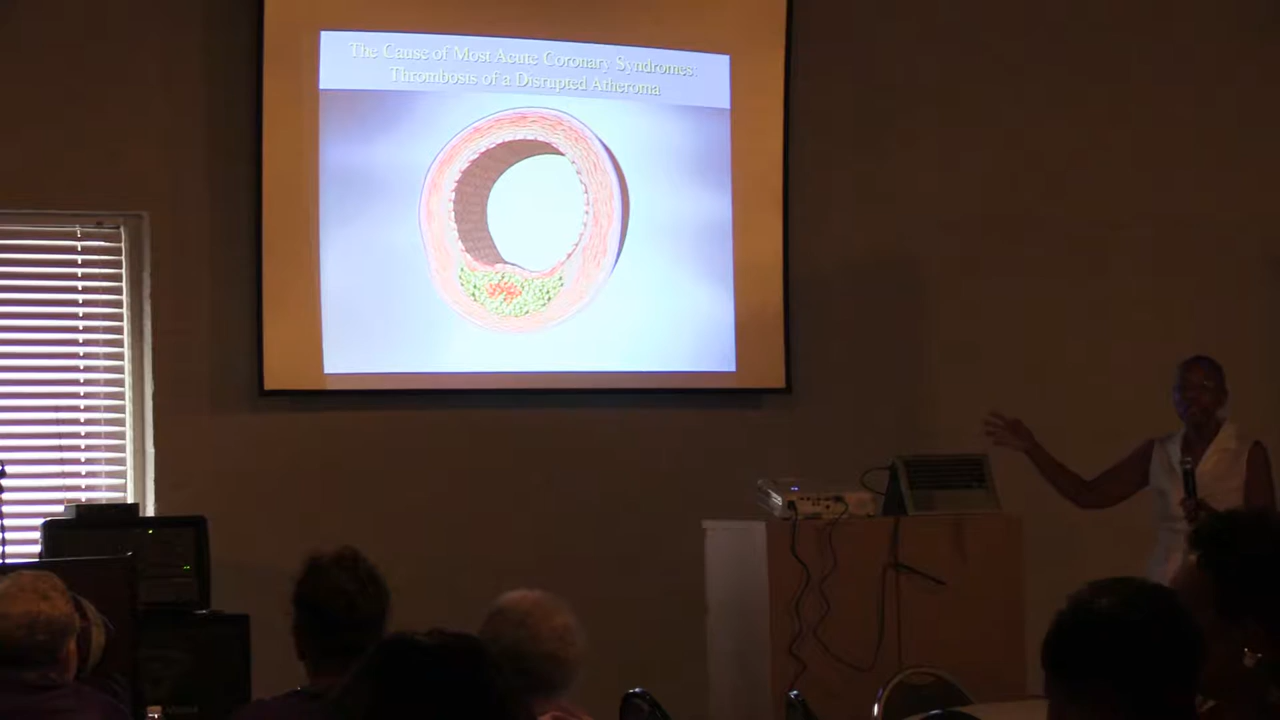 The Cause of Most Acute Coronary Syndromes:
Thrombosis of a Disrupted Atheroma